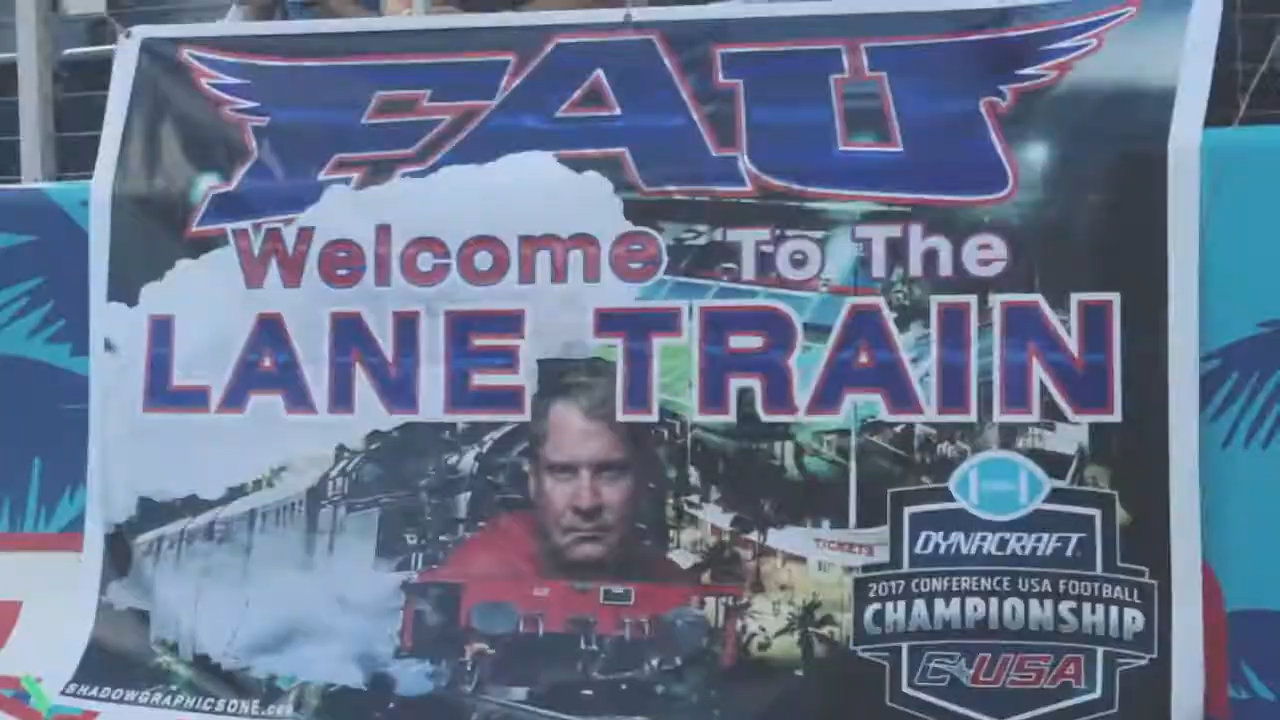 FAU
Welcome To The
LANE TRAIN
TICKETS
DYNACRAFT
2017 CONFERENCE USA FOOTBALL
CHAMPIONSHIP
C USA
SHADOWGRAPHICSONE.com